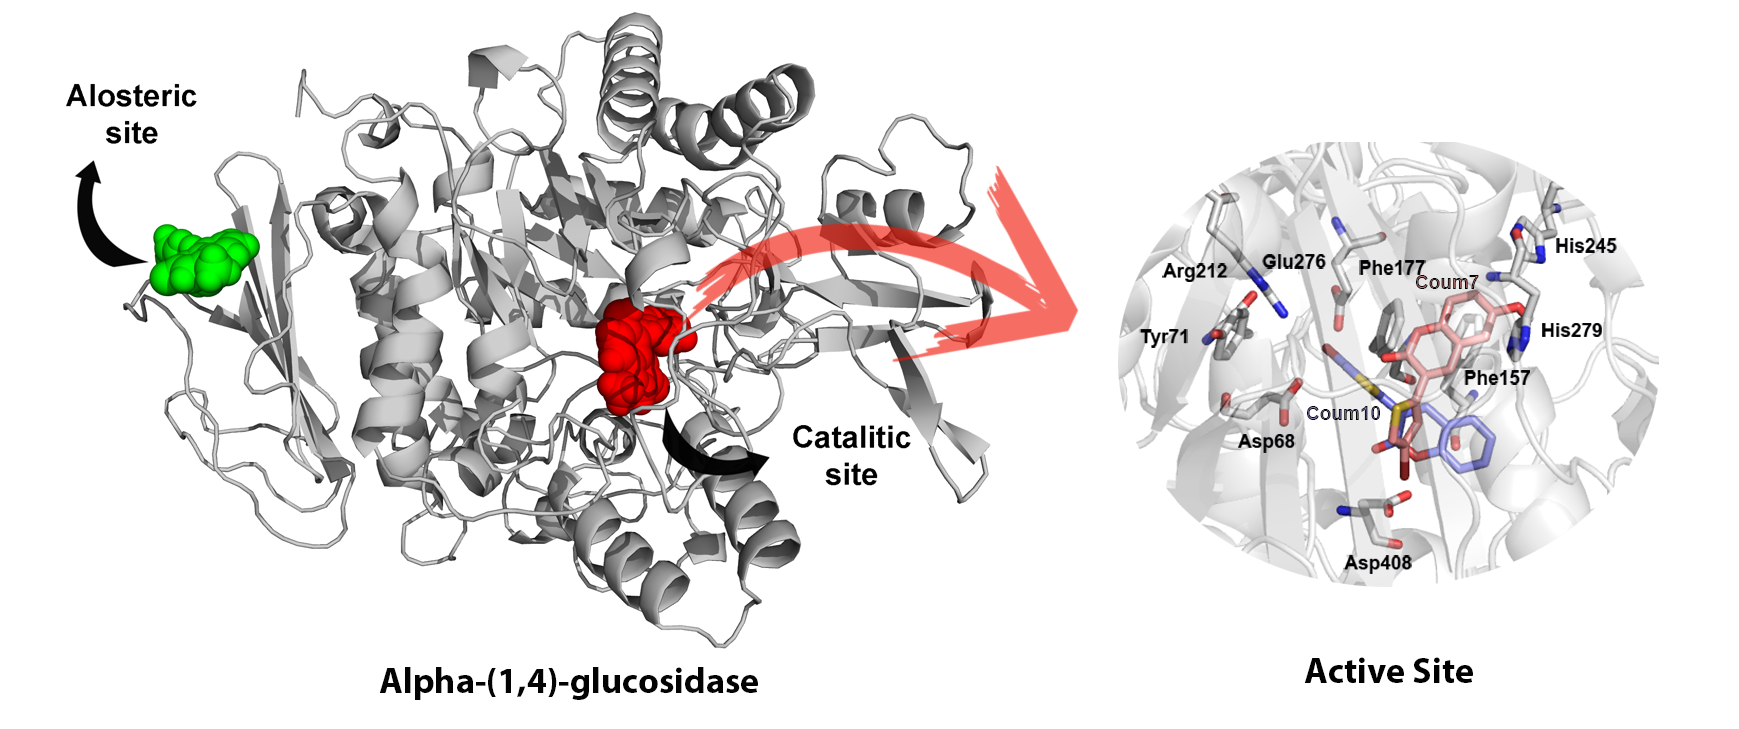 Alosteric
site
Catalitic
site
Alpha-(1,4)-glucosidase
Arg212
Glu276
Phe177
His245
Coum7
Tyr71
His279
Phe157
Coum10
Asp68
Asp408
Active Site